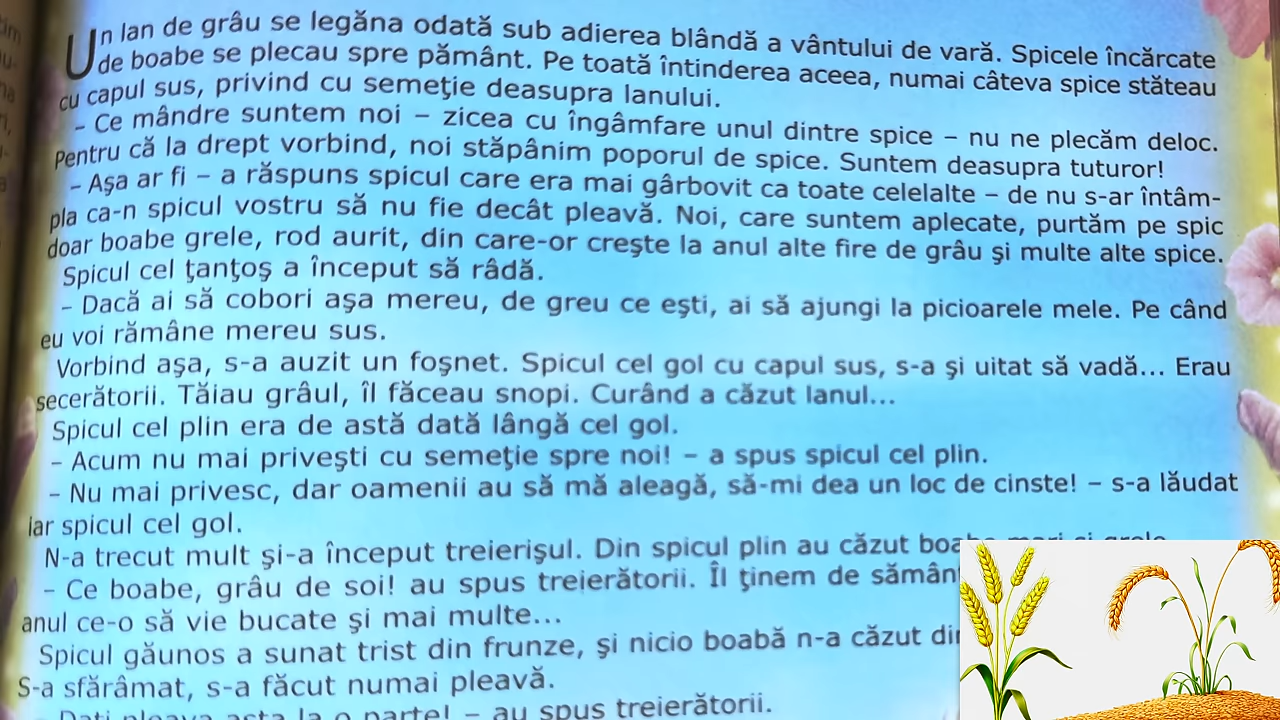 Un lan de grâu se legăna odată sub adierea blândă a vântului de vară. Spicele încărcate
de boabe se plecau spre pământ. Pe toată întinderea aceea, numai câteva spice stăteau
cu capul sus, privind cu semeţie deasupra lanului.
– Ce mândre suntem noi – zicea cu îngâmfare unul dintre spice – nu ne plecăm deloc.
Pentru că la drept vorbind, noi stăpânim poporul de spice. Suntem deasupra tuturor!
– Aşa ar fi – a răspuns spicul care era mai gârbovit ca toate celelalte – de nu s-ar întâm-
pla ca-n spicul vostru să nu fie decât pleavă. Noi, care suntem aplecate, purtăm pe spic
doar boabe grele, rod aurit, din care-or creşte la anul alte fire de grâu şi multe alte spice.
Spicul cel ţanţoş a început să râdă.
– Dacă ai să cobori aşa mereu, de greu ce eşti, ai să ajungi la picioarele mele. Pe când
eu voi rămâne mereu sus.
Vorbind aşa, s-a auzit un foşnet. Spicul cel gol cu capul sus, s-a şi uitat să vadă... Erau
secerătorii. Tăiau grâul, îl făceau snopi. Curând a căzut lanul...
Spicul cel plin era de astă dată lângă cel gol.
– Acum nu mai priveşti cu semeţie spre noi! – a spus spicul cel plin.
– Nu mai privesc, dar oamenii au să mă aleagă, să-mi dea un loc de cinste! – s-a lăudat
iar spicul cel gol.
N-a trecut mult şi-a început treierişul. Din spicul plin au căzut
– Ce boabe, grâu de soi! au spus treierătorii. Îl ţinem de
anul ce-o să vie bucate şi mai multe...
Spicul găunos a sunat trist din frunze, şi nicio boabă n-a căzut
S-a sfărâmat, s-a făcut numai pleavă.
– Daţi pleava asta la o parte! – au spus treierătorii.